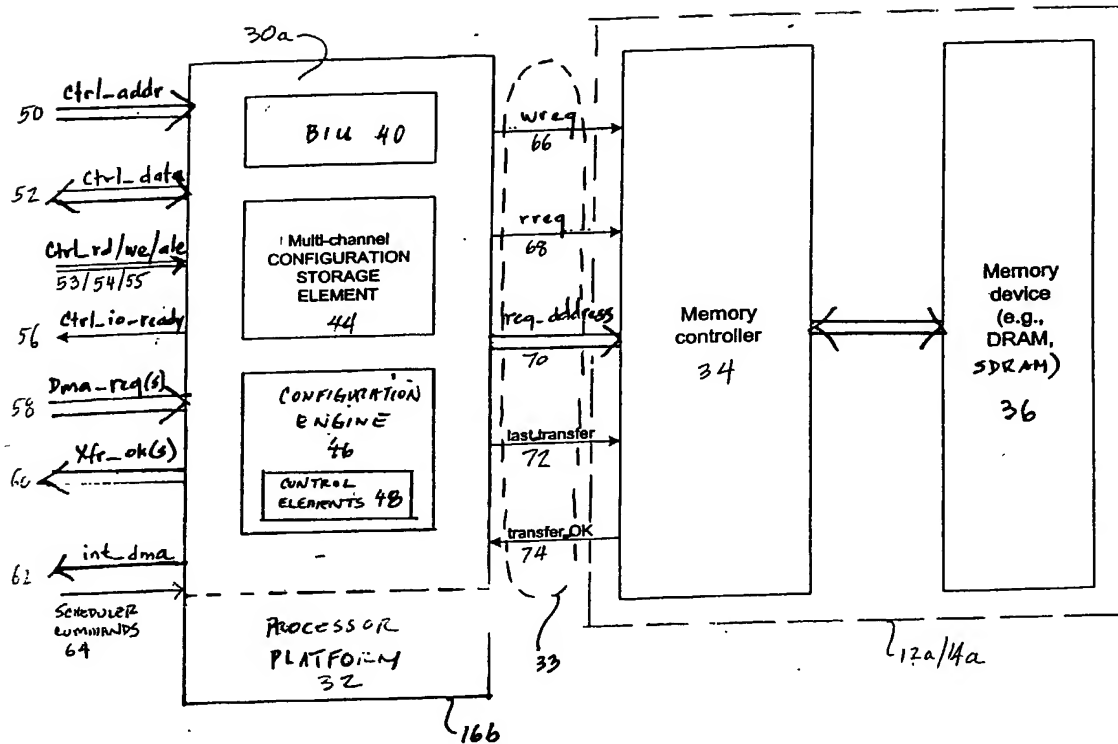 30a
50
Ctrl_addr
52
Ctrl_data
Ctrl_rd/we/ale
53/54/55
56
Ctrl_io_ready
58
Dma_req(s)
60
Xfr_ok(s)
62
int_dma
SCHEDULER
COMMANDS
64
BIU 40
Multi-channel
CONFIGURATION
STORAGE
ELEMENT
44
CONFIGURATION
ENGINE
46
CONTROL
ELEMENTS 48
PROCESSOR
PLATFORM
32
16b
wreq
66
rreq
68
req_address
70
last_transfer
72
transfer_OK
74
33
Memory
controller
34
Memory
device
(e.g.,
DRAM,
SDRAM)
36
12a/14a